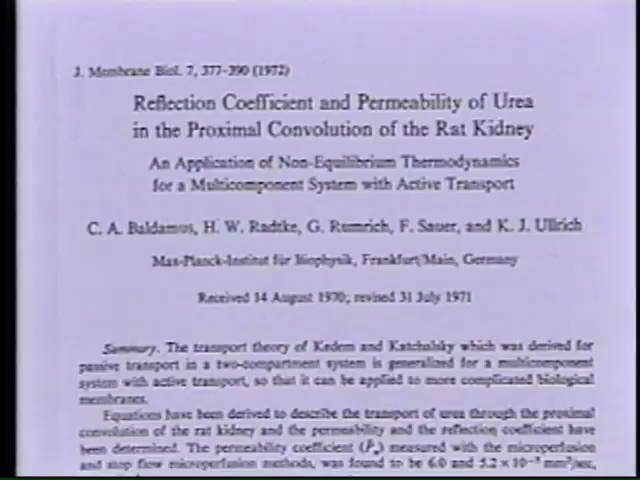 J. Membrane Biol. 7, 377–390 (1972)
Reflection Coefficient and Permeability of Urea
in the Proximal Convolution of the Rat Kidney
An Application of Non-Equilibrium Thermodynamics
for a Multicomponent System with Active Transport
C. A. Baldamus, H. W. Radtke, G. Rumrich, F. Sauer, and K. J. Ullrich
Max-Planck-Institut für Biophysik, Frankfurt/Main, Germany
Received 14 August 1970; revised 31 July 1971
Summary. The transport theory of Kedem and Katchalsky which was derived for
passive transport in a two-compartment system is generalized for a multicomponent
system with active transport, so that it can be applied to more complicated biological
membranes.
Equations have been derived to describe the transport of urea through the proximal
convolution of the rat kidney and the permeability and the reflection coefficient have
been determined. The permeability coefficient measured with the microperfusion
and stop flow microperfusion methods, was found to be 6.0 and 5.2 × mm²/sec,